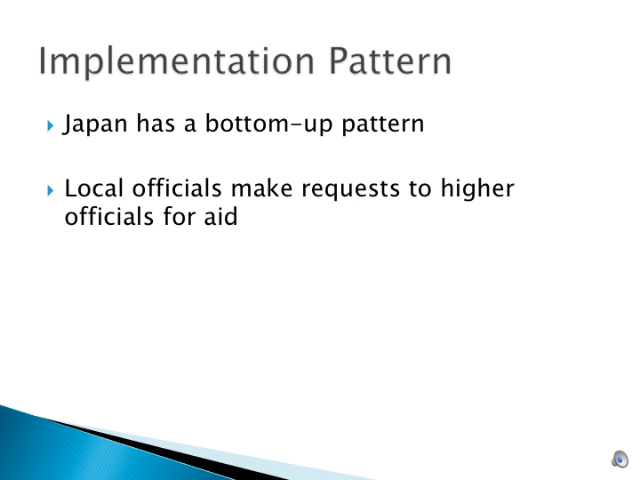 Implementation Pattern
Japan has a bottom-up pattern
Local officials make requests to higher
officials for aid